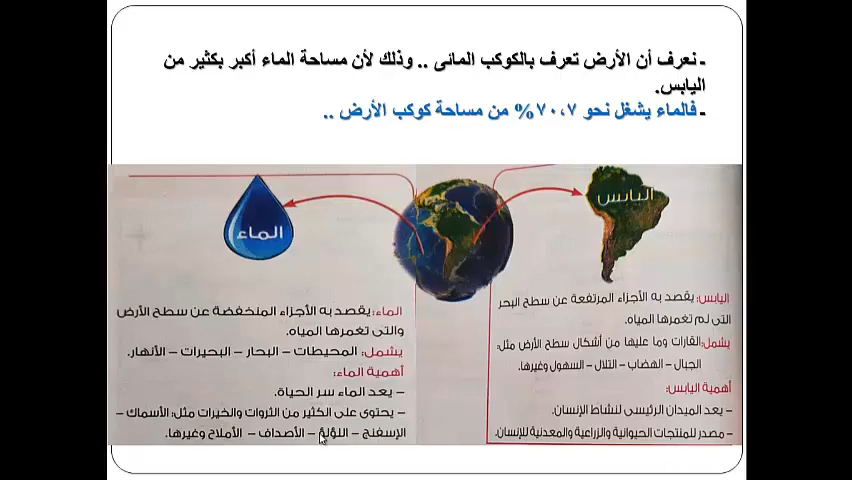 - نعرف أن الأرض تعرف بالكوكب المائى .. وذلك لأن مساحة الماء أكبر بكثير من
اليابس.
- فالماء يشغل نحو ٧٠،٧% من مساحة كوكب الأرض ..
اليابس
الماء
اليابس: يقصد به الأجزاء المرتفعة عن سطح البحر
التى لم تغمرها المياه.
يشمل: القارات وما عليها من أشكال سطح الأرض مثل:
الجبال – الهضاب – التلال – السهول وغيرها.
أهمية اليابس:
– يعد الميدان الرئيسى لنشاط الإنسان.
– مصدر للمنتجات الحيوانية والزراعية والمعدنية للإنسان.
الماء: يقصد به الأجزاء المنخفضة عن سطح الأرض
والتى تغمرها المياه.
يشمل: المحيطات – البحار – البحيرات – الأنهار.
أهمية الماء:
– يعد الماء سر الحياة.
– يحتوى على الكثير من الثروات والخيرات مثل: الأسماك –
الإسفنج – اللؤلؤ – الأصداف – الأملاح وغيرها.